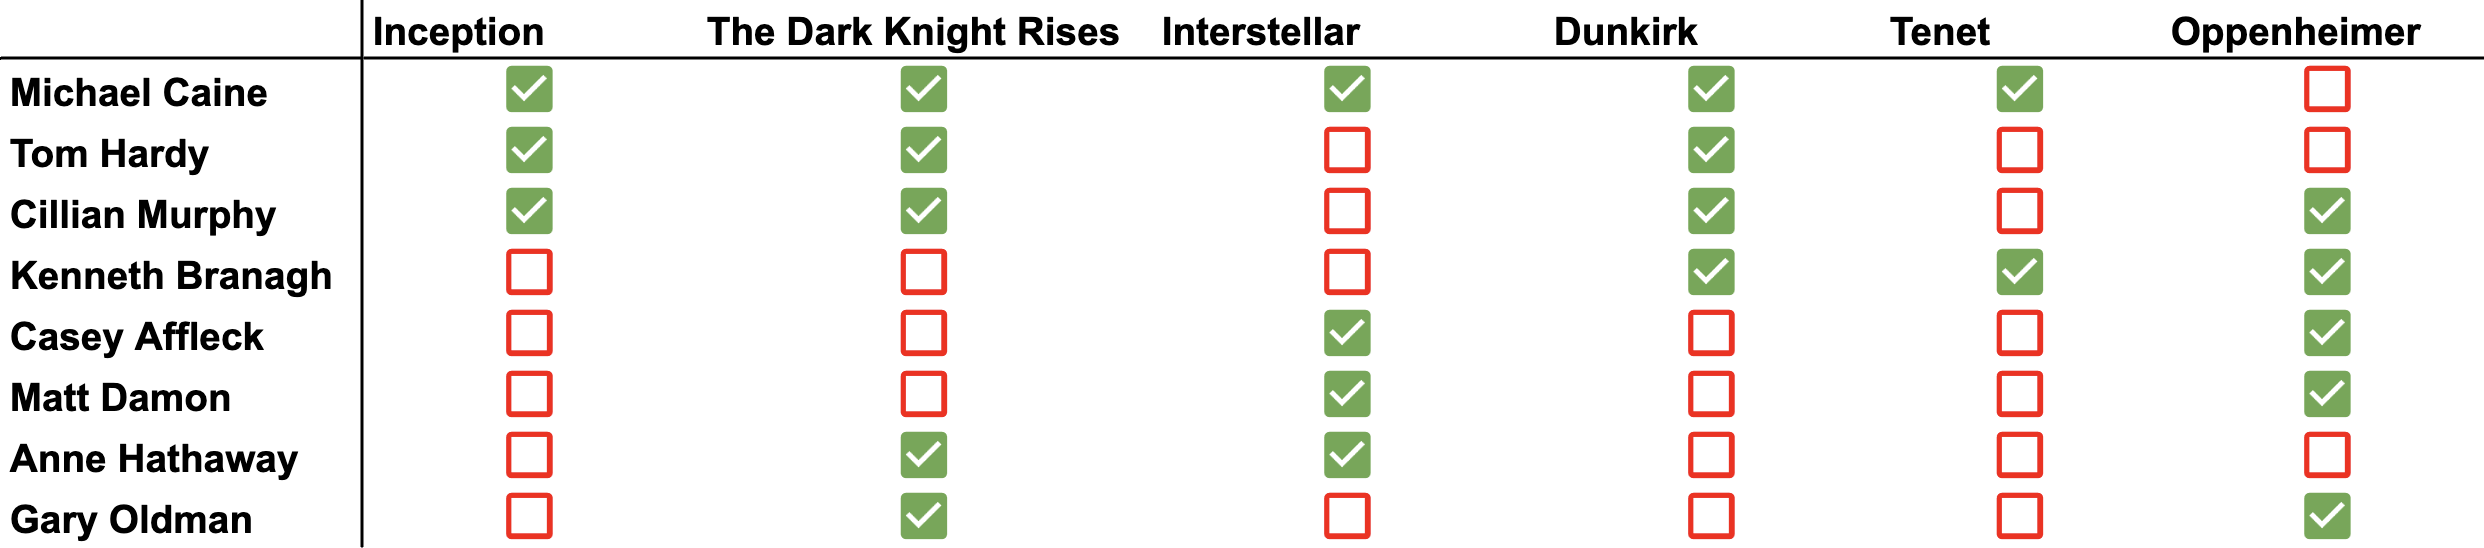 Inception The Dark Knight Rises Interstellar Dunkirk Tenet Oppenheimer
Michael Caine
Tom Hardy
Cillian Murphy
Kenneth Branagh
Casey Affleck
Matt Damon
Anne Hathaway
Gary Oldman